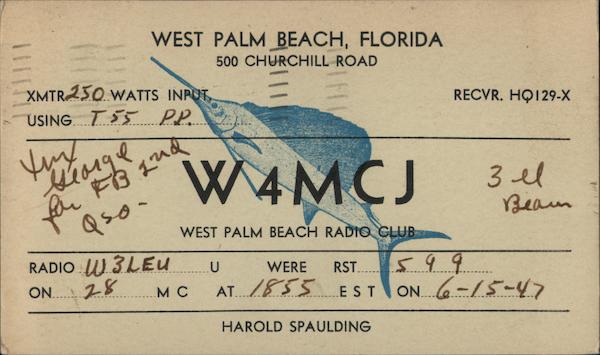 WEST PALM BEACH, FLORIDA
500 CHURCHILL ROAD
XMTR 250 WATTS INPUT, RECVR. HQ129-X
USING T55 P.P.
Tnx
George
for FB 2nd
QSO-
W4MCJ
3 el
Beam
WEST PALM BEACH RADIO CLUB
RADIO W3LEU U WERE RST 599
ON 28 MC AT 1855 EST ON 6-15-47
HAROLD SPAULDING